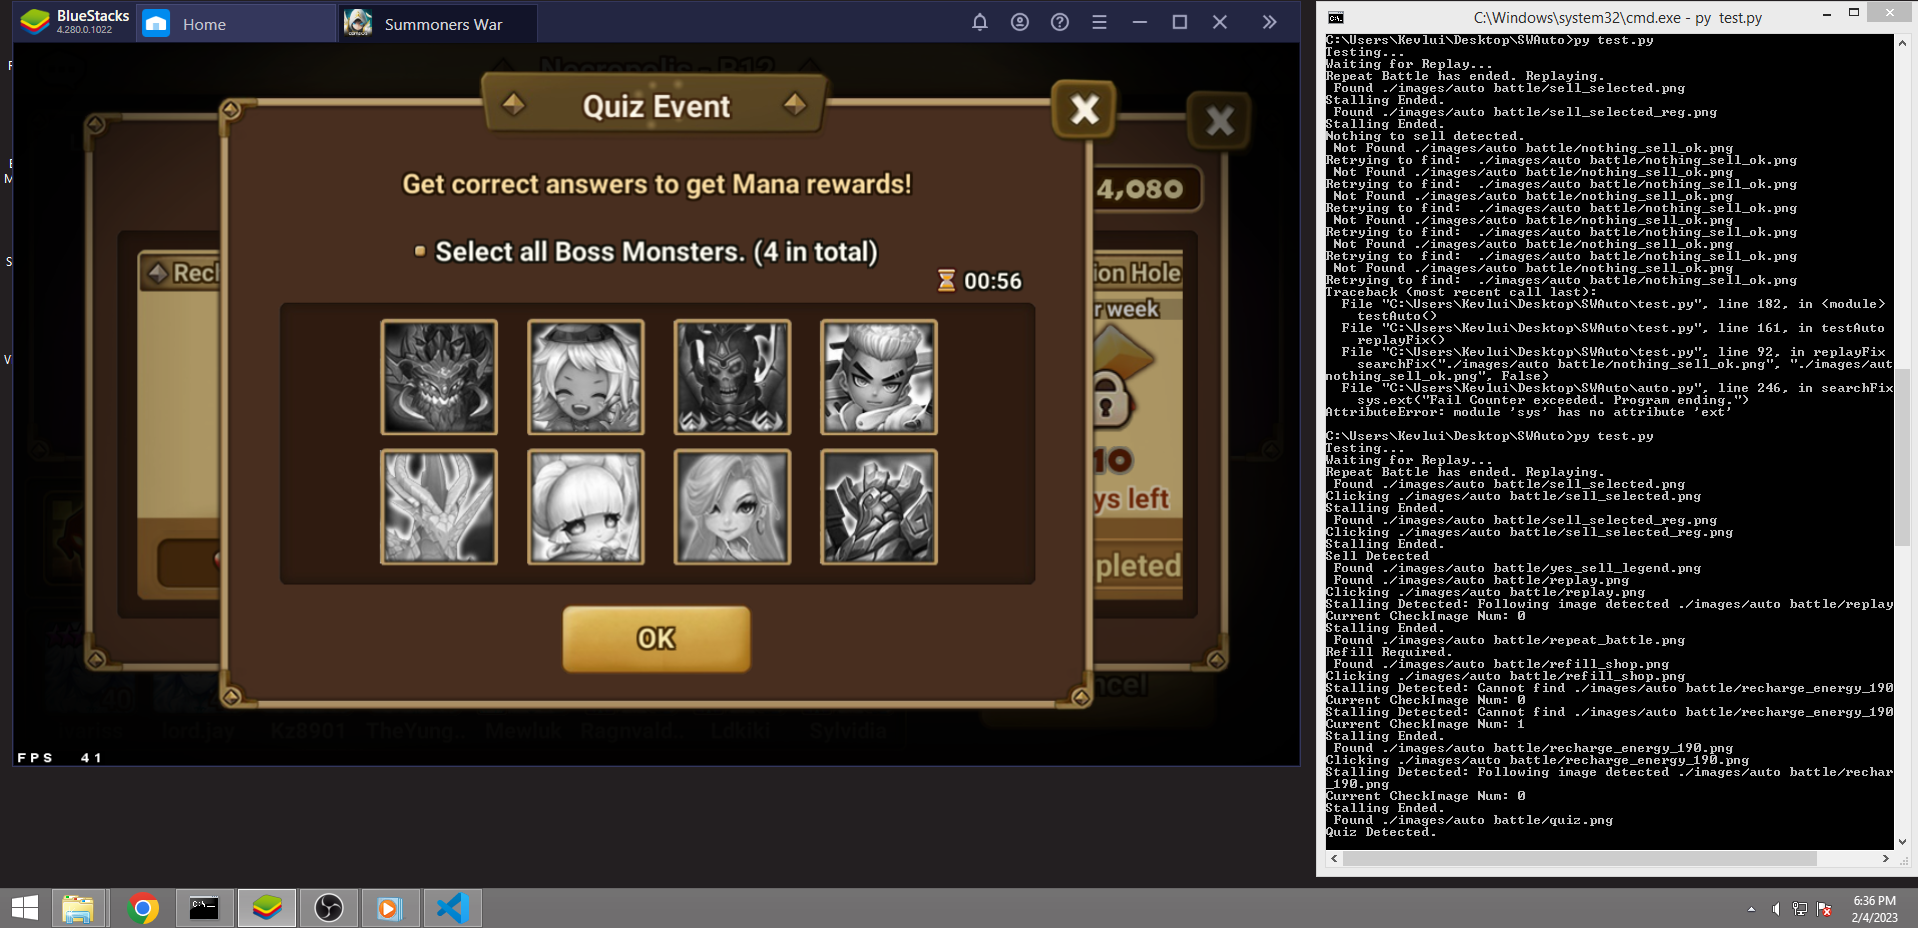 BlueStacks
4.280.0.1022
Home
Summoners War
Necropolis - B12
Quiz Event
Get correct answers to get Mana rewards!
4,080
Select all Boss Monsters. (4 in total)
00:56
Rech
ion Hole
r week
10
ys left
pleted
OK
ncel
40
lord jay
Kz8901
TheYung..
Mewluk
Ragnvald..
Ldkiki
Sylvidia
FPS 41
C:\Windows\system32\cmd.exe - py test.py
C:\Users\Kevlui\Desktop\SWAuto>py test.py
Testing...
Waiting for Replay...
Repeat Battle has ended. Replaying.
Found ./images/auto battle/sell_selected.png
Stalling Ended.
Found ./images/auto battle/sell_selected_reg.png
Stalling Ended.
Nothing to sell detected.
Not Found ./images/auto battle/nothing_sell_ok.png
Retrying to find:  ./images/auto battle/nothing_sell_ok.png
Not Found ./images/auto battle/nothing_sell_ok.png
Retrying to find:  ./images/auto battle/nothing_sell_ok.png
Not Found ./images/auto battle/nothing_sell_ok.png
Retrying to find:  ./images/auto battle/nothing_sell_ok.png
Not Found ./images/auto battle/nothing_sell_ok.png
Retrying to find:  ./images/auto battle/nothing_sell_ok.png
Not Found ./images/auto battle/nothing_sell_ok.png
Retrying to find:  ./images/auto battle/nothing_sell_ok.png
Not Found ./images/auto battle/nothing_sell_ok.png
Retrying to find:  ./images/auto battle/nothing_sell_ok.png
Traceback (most recent call last):
File "C:\Users\Kevlui\Desktop\SWAuto\test.py", line 182, in <module>
testAuto()
File "C:\Users\Kevlui\Desktop\SWAuto\test.py", line 161, in testAuto
replayFix()
File "C:\Users\Kevlui\Desktop\SWAuto\test.py", line 92, in replayFix
searchFix("./images/auto battle/nothing_sell_ok.png", "./images/aut
nothing_sell_ok.png", False)
File "C:\Users\Kevlui\Desktop\SWAuto\auto.py", line 246, in searchFix
sys.ext("Fail Counter exceeded. Program ending.")
AttributeError: module 'sys' has no attribute 'ext'
C:\Users\Kevlui\Desktop\SWAuto>py test.py
Testing...
Waiting for Replay...
Repeat Battle has ended. Replaying.
Found ./images/auto battle/sell_selected.png
Clicking ./images/auto battle/sell_selected.png
Stalling Ended.
Found ./images/auto battle/sell_selected_reg.png
Clicking ./images/auto battle/sell_selected_reg.png
Stalling Ended.
Sell Detected
Found ./images/auto battle/yes_sell_legend.png
Found ./images/auto battle/replay.png
Clicking ./images/auto battle/replay.png
Stalling Detected: Following image detected ./images/auto battle/replay
Current CheckImage Num: 0
Stalling Ended.
Found ./images/auto battle/repeat_battle.png
Refill Required.
Found ./images/auto battle/refill_shop.png
Clicking ./images/auto battle/refill_shop.png
Stalling Detected: Cannot find ./images/auto battle/recharge_energy_190
Current CheckImage Num: 0
Stalling Detected: Cannot find ./images/auto battle/recharge_energy_190
Current CheckImage Num: 1
Stalling Ended.
Found ./images/auto battle/recharge_energy_190.png
Clicking ./images/auto battle/recharge_energy_190.png
Stalling Detected: Following image detected ./images/auto battle/rechar
_190.png
Current CheckImage Num: 0
Stalling Ended.
Found ./images/auto battle/quiz.png
Quiz Detected.
6:36 PM
2/4/2023